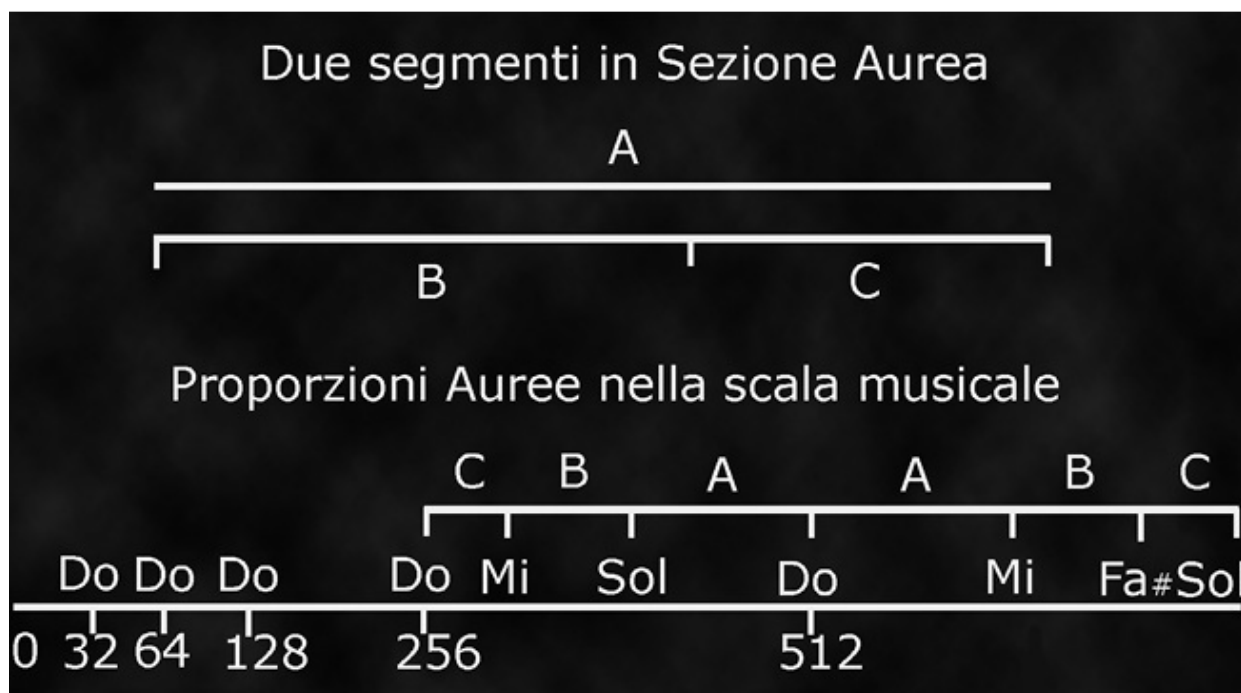 Due segmenti in Sezione Aurea
A
B C
Proporzioni Auree nella scala musicale
C B A A B C
Do Do Do Do Mi Sol Do Mi Fa# Sol
0 32 64 128 256 512